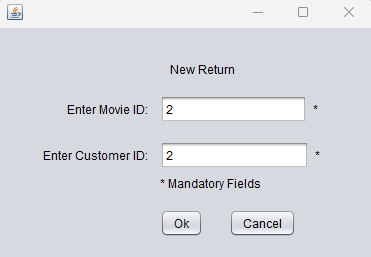 New Return
Enter Movie ID: 2 *
Enter Customer ID: 2 *
* Mandatory Fields
Ok Cancel